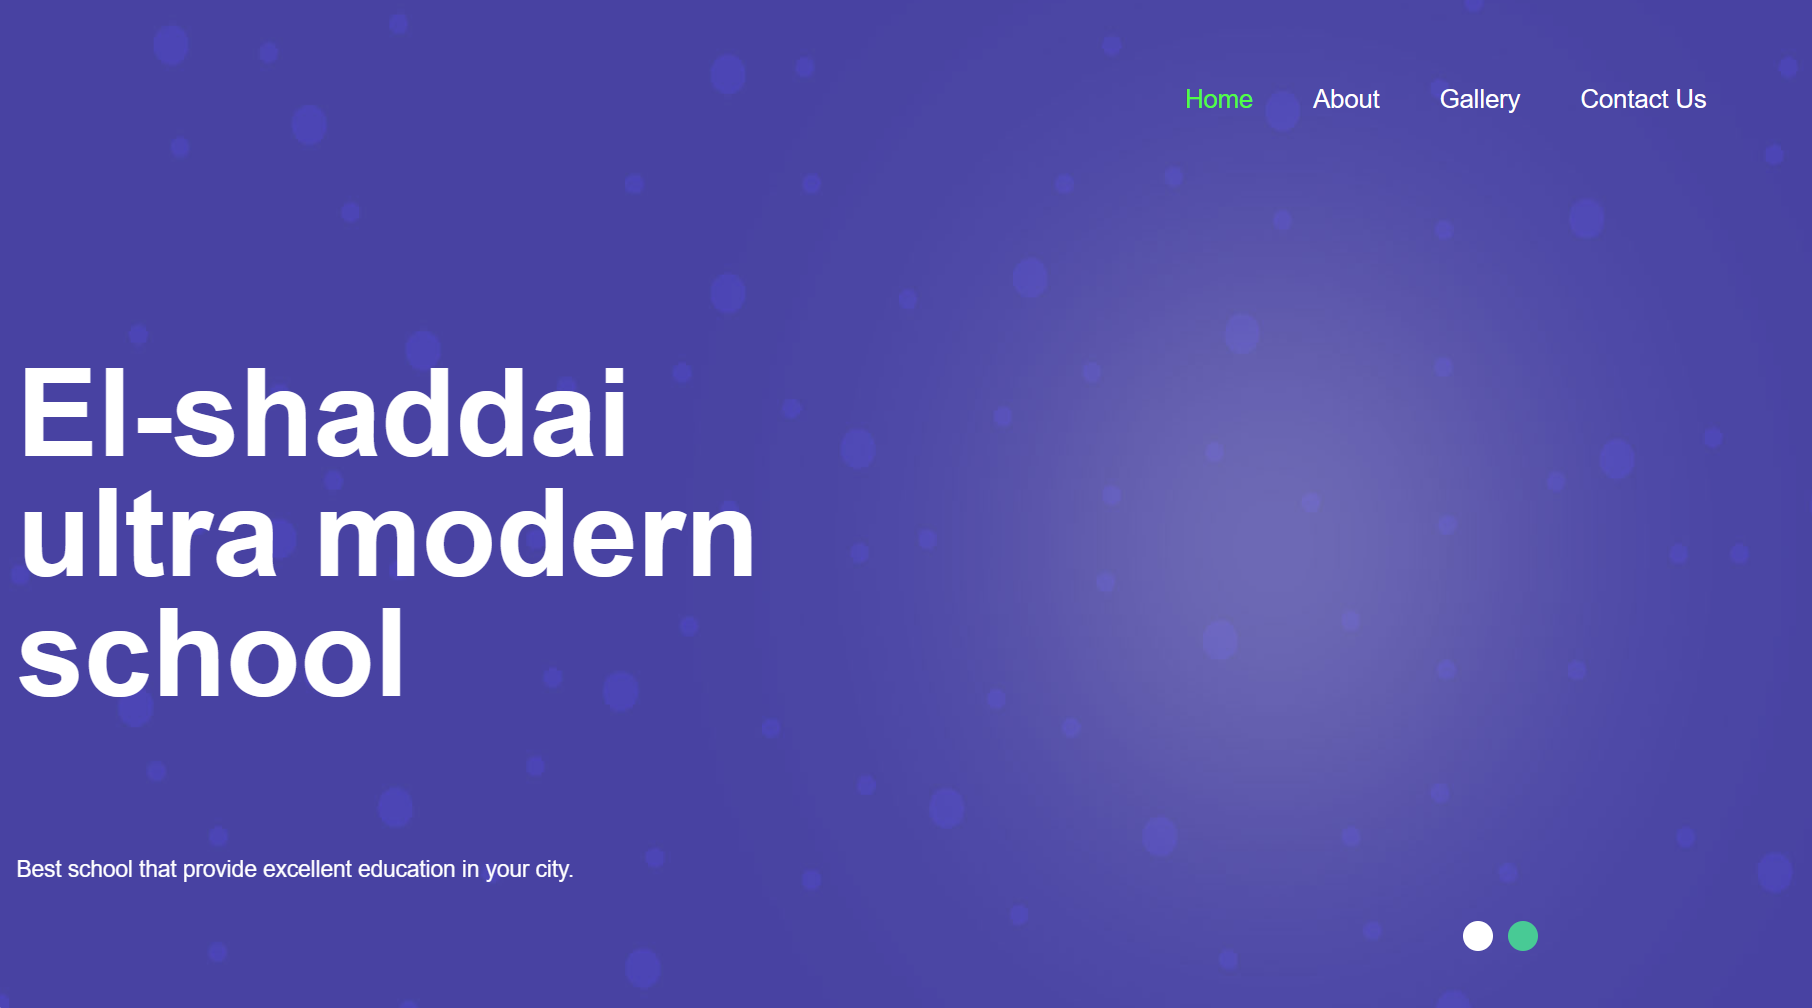 Home About Gallery Contact Us
El-shaddai
ultra modern
school
Best school that provide excellent education in your city.